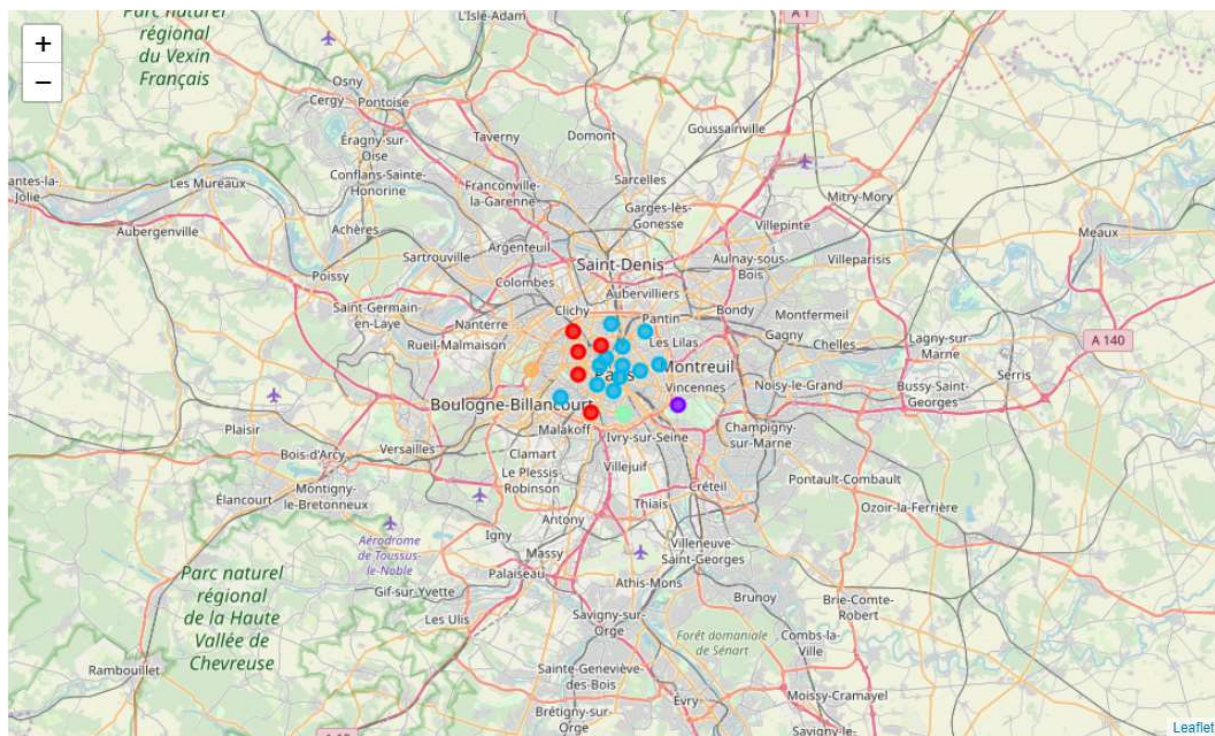 Parc naturel
régional
du Vexin
Français
+
−
L'Isle-Adam
A 1
Osny
Cergy
Pontoise
Taverny
Domont
Goussainville
Éragny-sur-
Oise
Conflans-Sainte-
Honorine
Franconville-
la-Garenne
Sarcelles
Garges-lès-
Gonesse
Villepinte
Mitry-Mory
antes-la-
Jolie
Les Mureaux
Aubergenville
Achères
Argenteuil
Sartrouville
Saint-Denis
Aulnay-sous-
Bois
Villeparisis
Meaux
Poissy
Colombes
Aubervilliers
Saint-Germain-
en-Laye
Clichy
Bondy
Montfermeil
Nanterre
Pantin
Gagny
Rueil-Malmaison
Les Lilas
Chelles
Lagny-sur-
Marne
A 140
Paris
Montreuil
Vincennes
Noisy-le-Grand
Bussy-Saint-
Georges
Serris
Boulogne-Billancourt
Plaisir
Versailles
Malakoff
Ivry-sur-Seine
Champigny-
sur-Marne
Bois-d'Arcy
Clamart
Le Plessis-
Robinson
Villejuif
Élancourt
Montigny-
le-Bretonneux
Créteil
Pontault-Combault
Thiais
Ozoir-la-Ferrière
Antony
Aérodrome
de Toussus-
le-Noble
Igny
Massy
Villeneuve-
Saint-Georges
Parc naturel
régional
de la Haute
Vallée de
Chevreuse
Palaiseau
Athis-Mons
Gif-sur-Yvette
Brunoy
Brie-Comte-
Robert
Les Ulis
Savigny-sur-
Orge
Forêt domaniale
de Sénart
Combs-la-
Ville
Rambouillet
Sainte-Geneviève-
des-Bois
Moissy-Cramayel
Évry
Brétigny-sur-
Orge
Savigny-le-
Leaflet